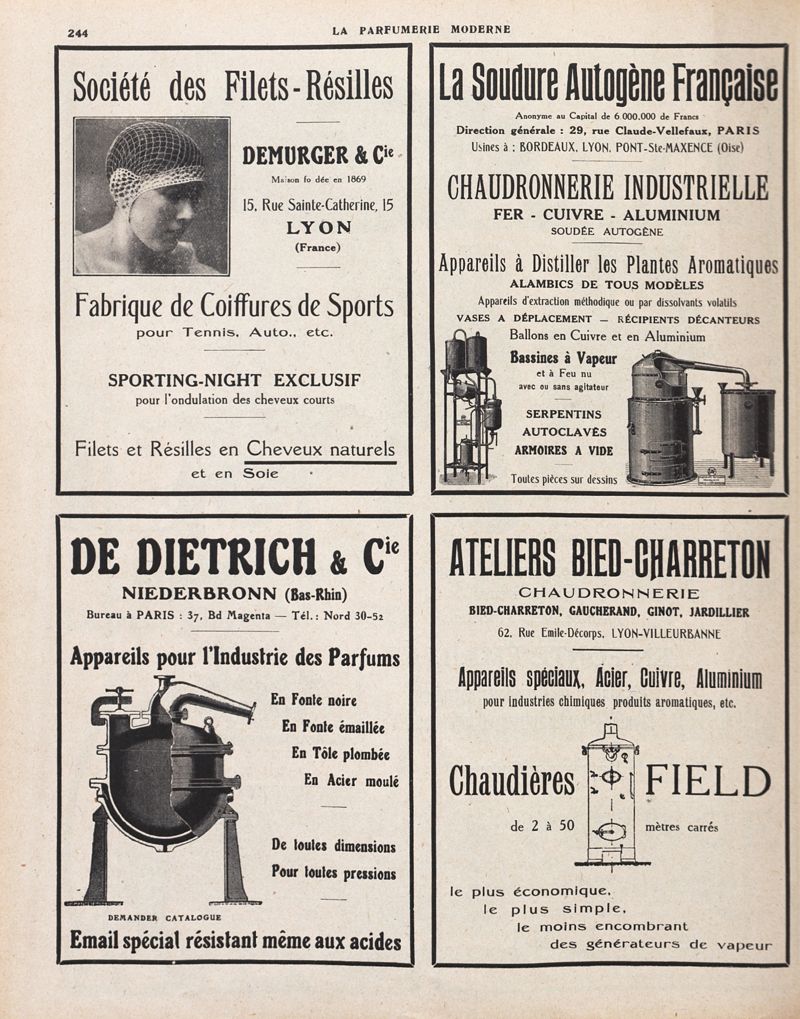 244
LA PARFUMERIE MODERNE
Société des Filets-Résilles
DEMURGER & Cie
Maison fo dée en 1869
15, Rue Sainte-Catherine, 15
LYON
(France)
Fabrique de Coiffures de Sports
pour Tennis, Auto., etc.
SPORTING-NIGHT EXCLUSIF
pour l'ondulation des cheveux courts
Filets et Résilles en Cheveux naturels
et en Soie
La Soudure Autogène Française
Anonyme au Capital de 6 000.000 de Francs
Direction générale : 29, rue Claude-Vellefaux, PARIS
Usines à : BORDEAUX, LYON, PONT-Ste-MAXENCE (Oise)
CHAUDRONNERIE INDUSTRIELLE
FER - CUIVRE - ALUMINIUM
SOUDÉE AUTOGÈNE
Appareils à Distiller les Plantes Aromatiques
ALAMBICS DE TOUS MODÈLES
Appareils d'extraction méthodique ou par dissolvants volatils
VASES A DÉPLACEMENT — RÉCIPIENTS DÉCANTEURS
Ballons en Cuivre et en Aluminium
Bassines à Vapeur
et à Feu nu
avec ou sans agitateur
SERPENTINS
AUTOCLAVES
ARMOIRES A VIDE
Toutes pièces sur dessins
DE DIETRICH & Cie
NIEDERBRONN (Bas-Rhin)
Bureau à PARIS : 37, Bd Magenta — Tél.: Nord 30-52
Appareils pour l'Industrie des Parfums
En Fonte noire
En Fonte émaillée
En Tôle plombée
En Acier moulé
De toutes dimensions
Pour toutes pressions
DEMANDER CATALOGUE
Email spécial résistant même aux acides
ATELIERS BIED-CHARRETON
CHAUDRONNERIE
BIED-CHARRETON, GAUCHERAND, GINOT, JARDILLIER
62, Rue Emile-Décorps, LYON-VILLEURBANNE
Appareils spéciaux, Acier, Cuivre, Aluminium
pour industries chimiques produits aromatiques, etc.
Chaudières FIELD
de 2 à 50 mètres carrés
le plus économique,
le plus simple,
le moins encombrant
des générateurs de vapeur